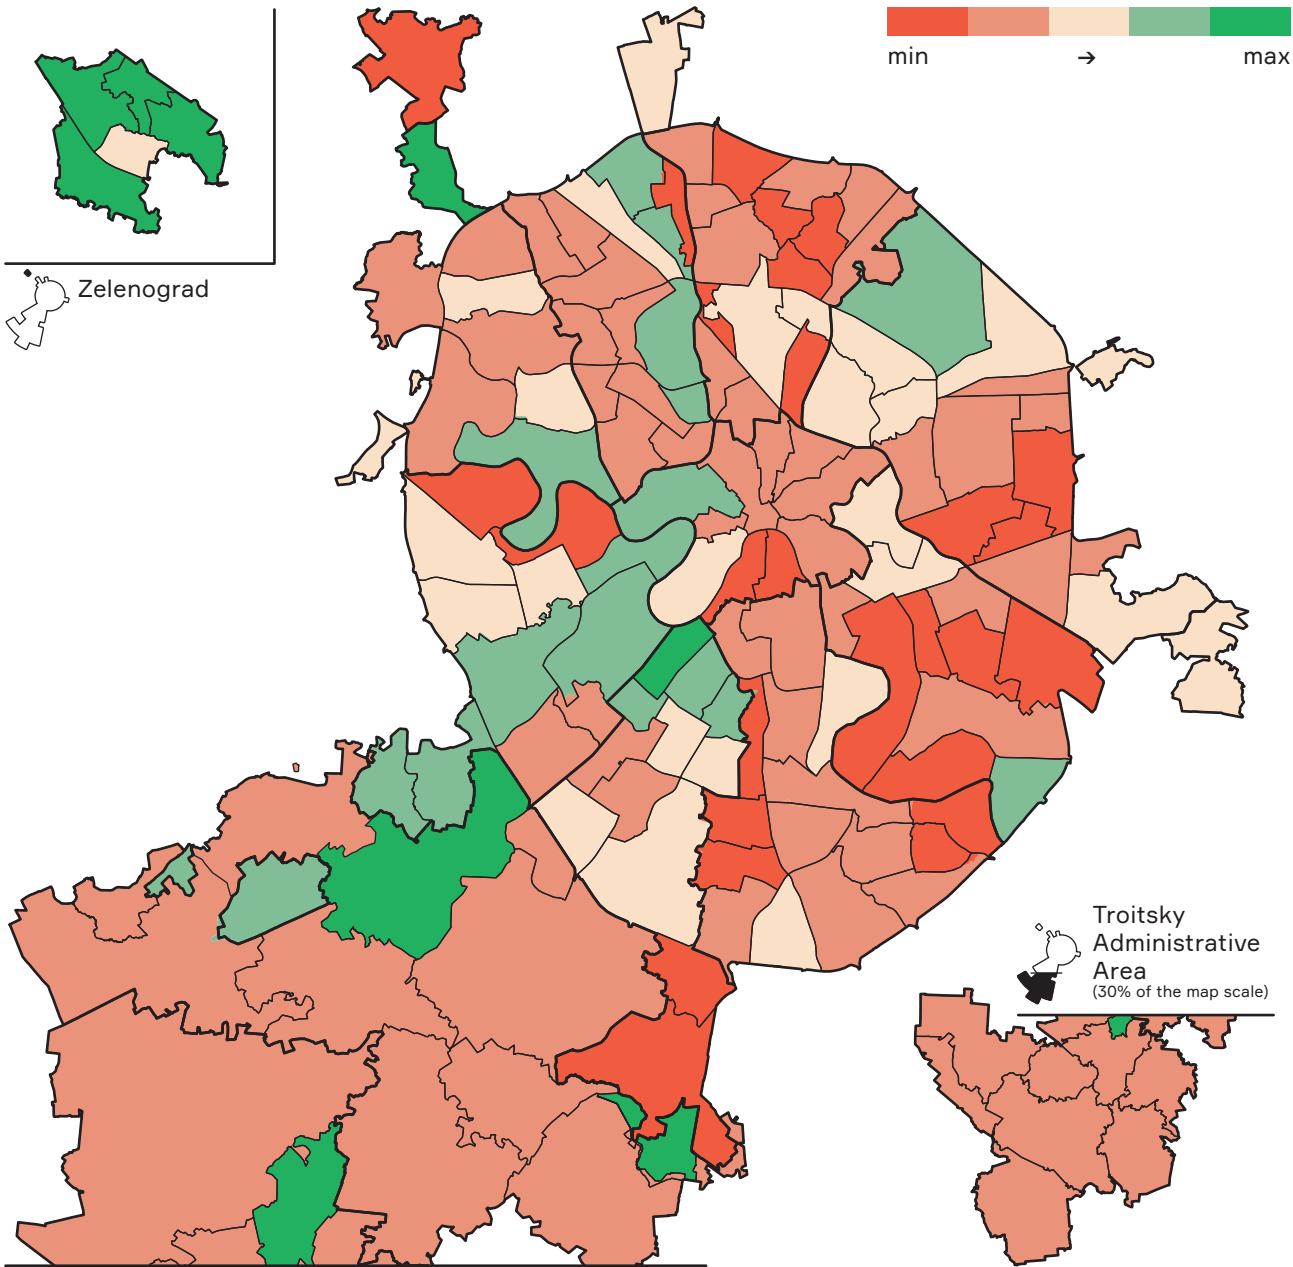 min → max
Zelenograd
Troitsky
Administrative
Area
(30% of the map scale)